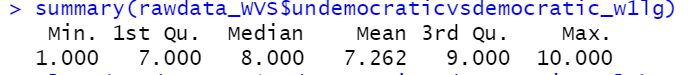 > summary(rawdata_WVS$undemocraticvsdemocratic_w1lg)
Min. 1st Qu. Median Mean 3rd Qu. Max.
1.000 7.000 8.000 7.262 9.000 10.000